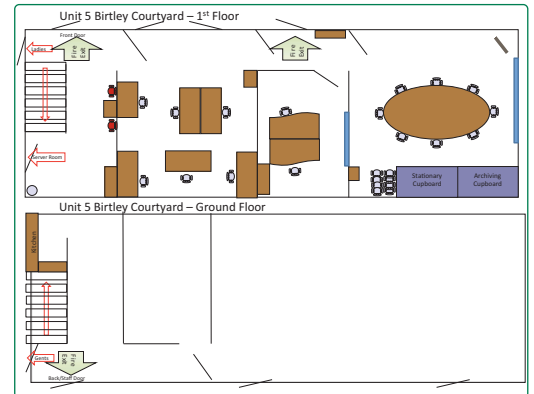 Unit 5 Birtley Courtyard – 1st Floor
Front Door
Ladies
Fire Exit
Fire Exit
Server Room
Stationary
Cupboard
Archiving
Cupboard
Unit 5 Birtley Courtyard – Ground Floor
Kitchen
Gents
Fire Exit
Back/Staff Door